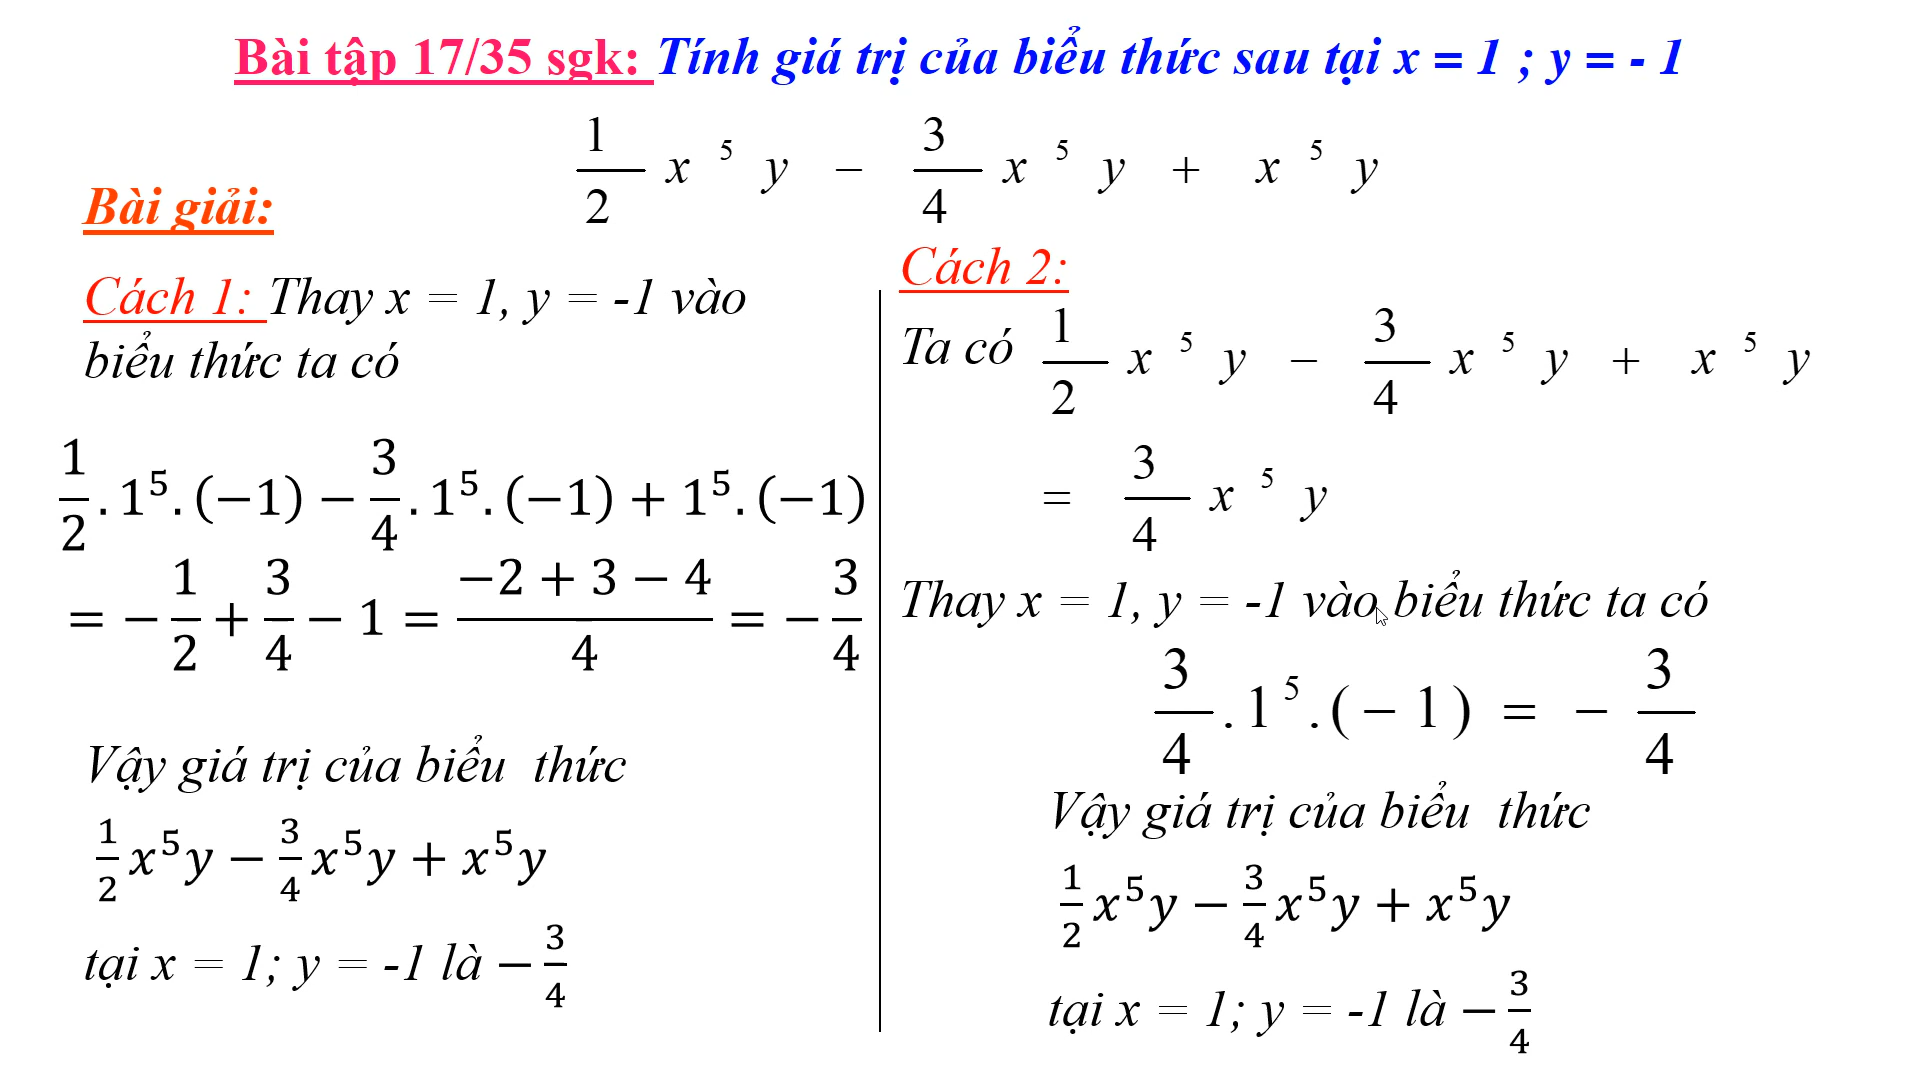 Bài tập 17/35 sgk: Tính giá trị của biểu thức sau tại x = 1 ; y = - 1
1/2 x^5 y − 3/4 x^5 y + x^5 y
Bài giải:
Cách 1: Thay x = 1, y = -1 vào
biểu thức ta có
1/2 . 1^5 . (−1) − 3/4 . 1^5 . (−1) + 1^5 . (−1)
= − 1/2 + 3/4 − 1 = (−2 + 3 − 4)/4 = − 3/4
Vậy giá trị của biểu thức
1/2 x^5 y − 3/4 x^5 y + x^5 y
tại x = 1; y = -1 là − 3/4
Cách 2:
Ta có 1/2 x^5 y − 3/4 x^5 y + x^5 y
= 3/4 x^5 y
Thay x = 1, y = -1 vào biểu thức ta có
3/4 . 1^5 . (− 1) = − 3/4
Vậy giá trị của biểu thức
1/2 x^5 y − 3/4 x^5 y + x^5 y
tại x = 1; y = -1 là − 3/4